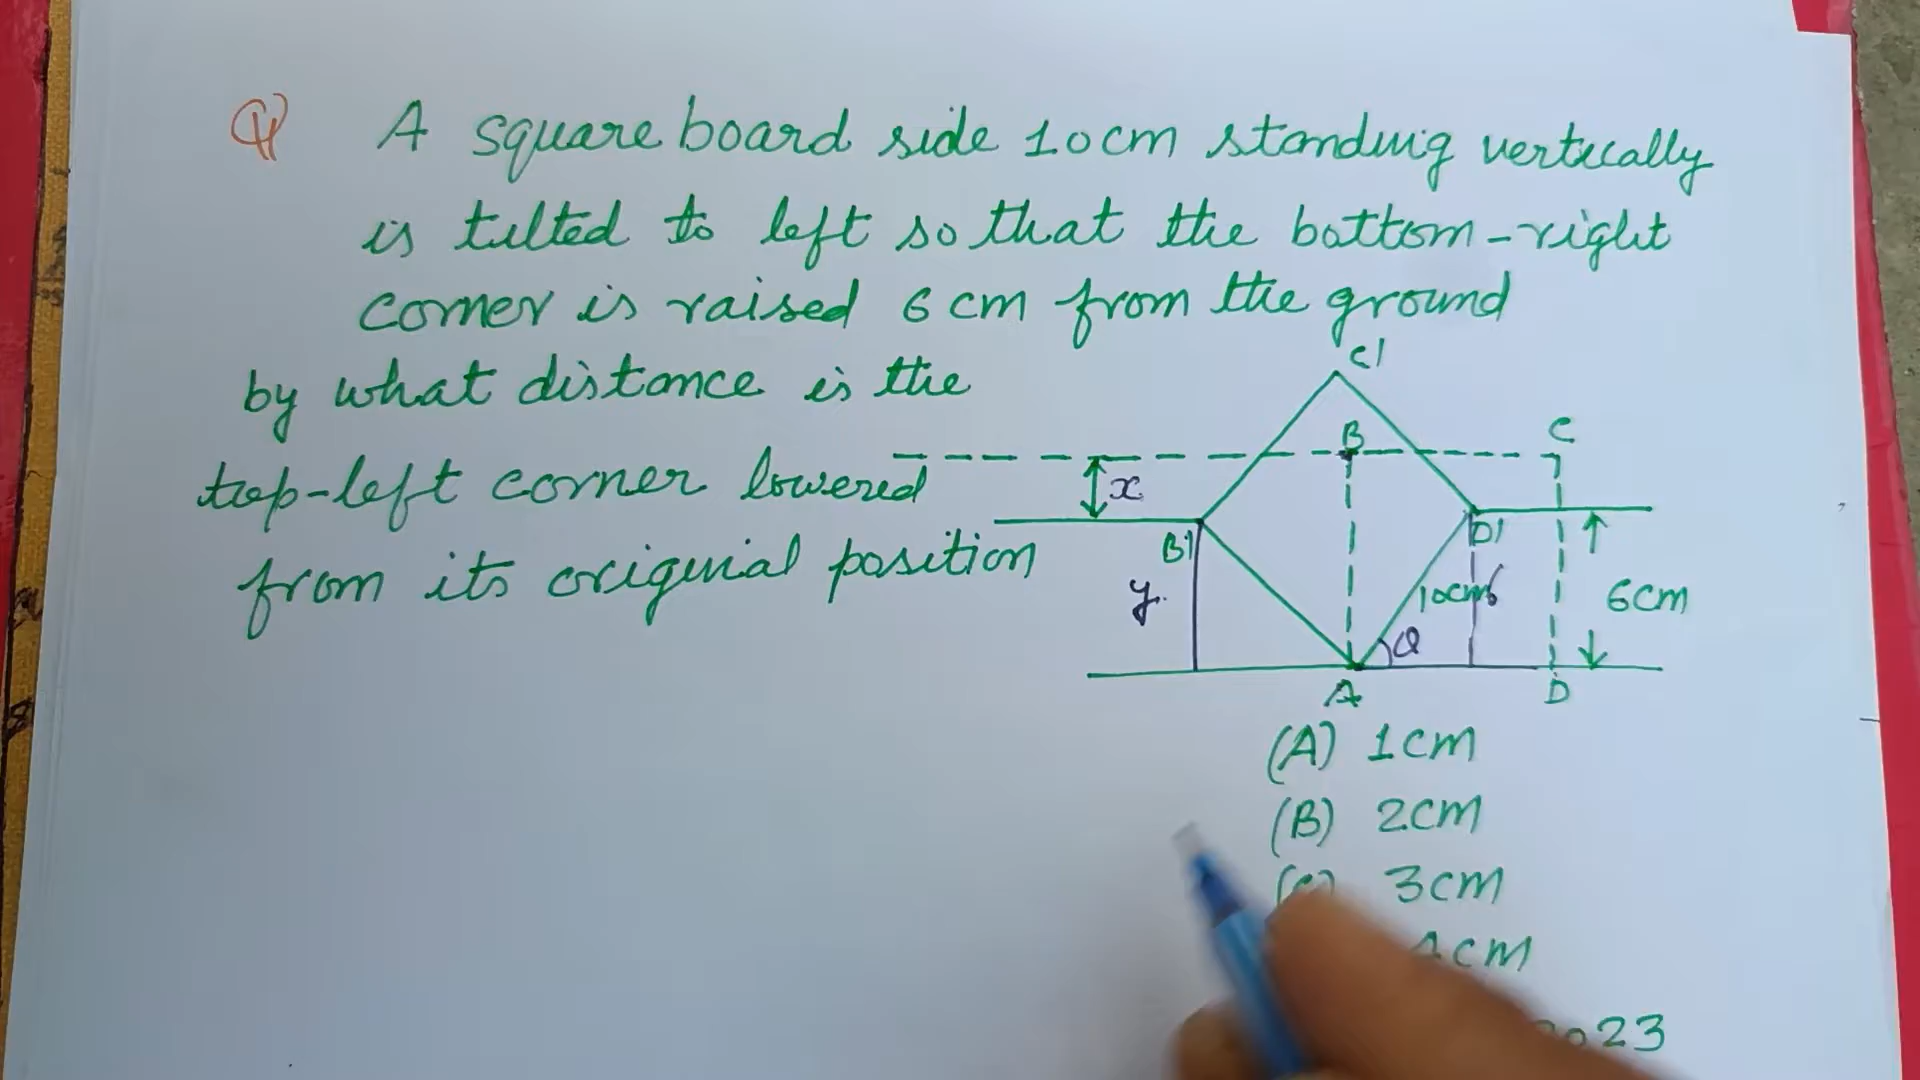 Q)
A square board side 10cm standing vertically
is tilted to left so that the bottom-right
corner is raised 6 cm from the ground
by what distance is the
top-left corner lowered
from its original position
C'
B
C
x
B'
D'
y
10cm
6
6cm
Q
A
D
(A) 1cm
(B) 2cm
3cm
cm
023